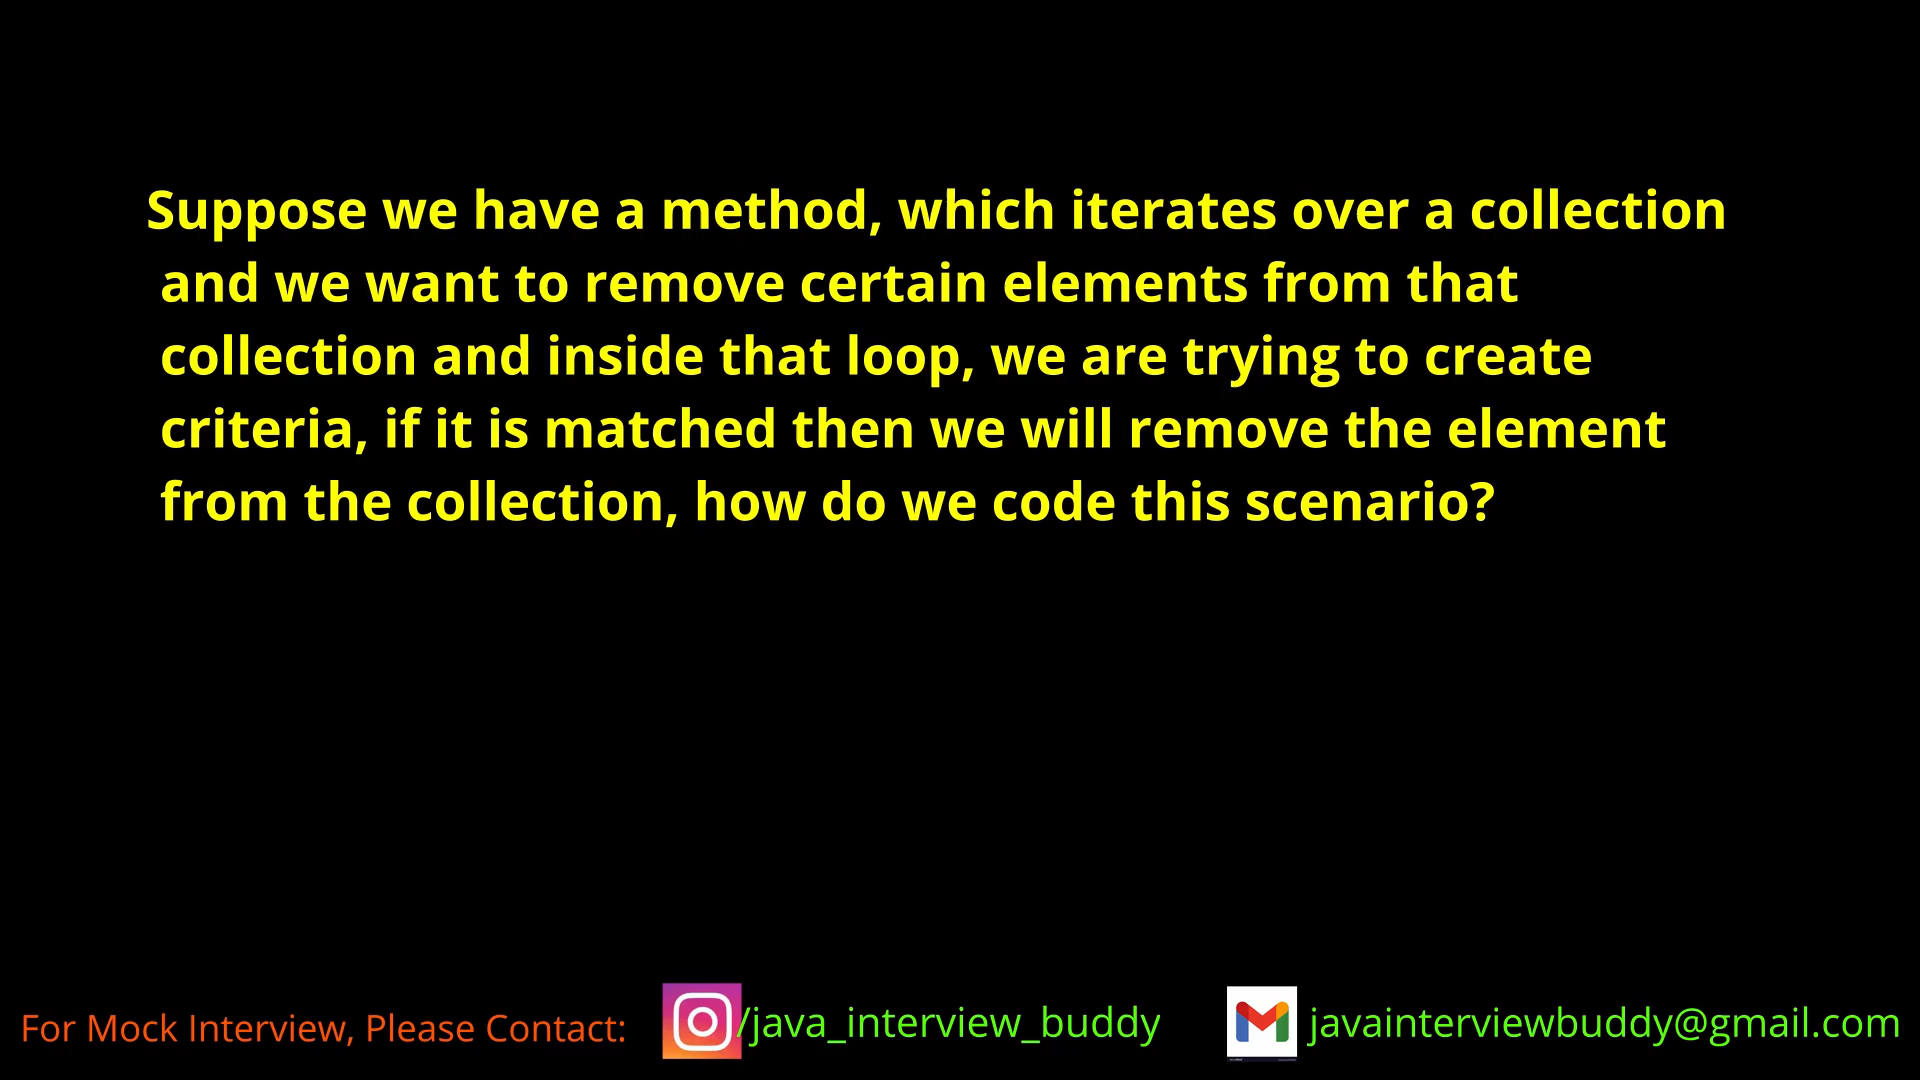 Suppose we have a method, which iterates over a collection
and we want to remove certain elements from that
collection and inside that loop, we are trying to create
criteria, if it is matched then we will remove the element
from the collection, how do we code this scenario?
For Mock Interview, Please Contact: /java_interview_buddy javainterviewbuddy@gmail.com